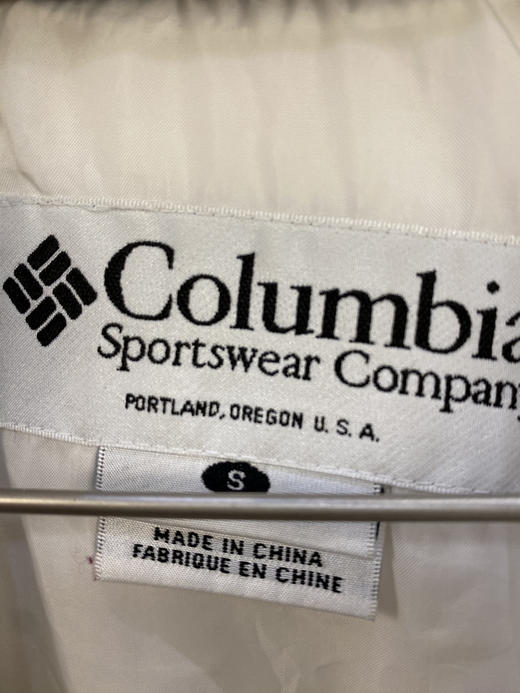 Columbia
Sportswear Company
PORTLAND, OREGON U. S. A.
S
MADE IN CHINA
FABRIQUE EN CHINE